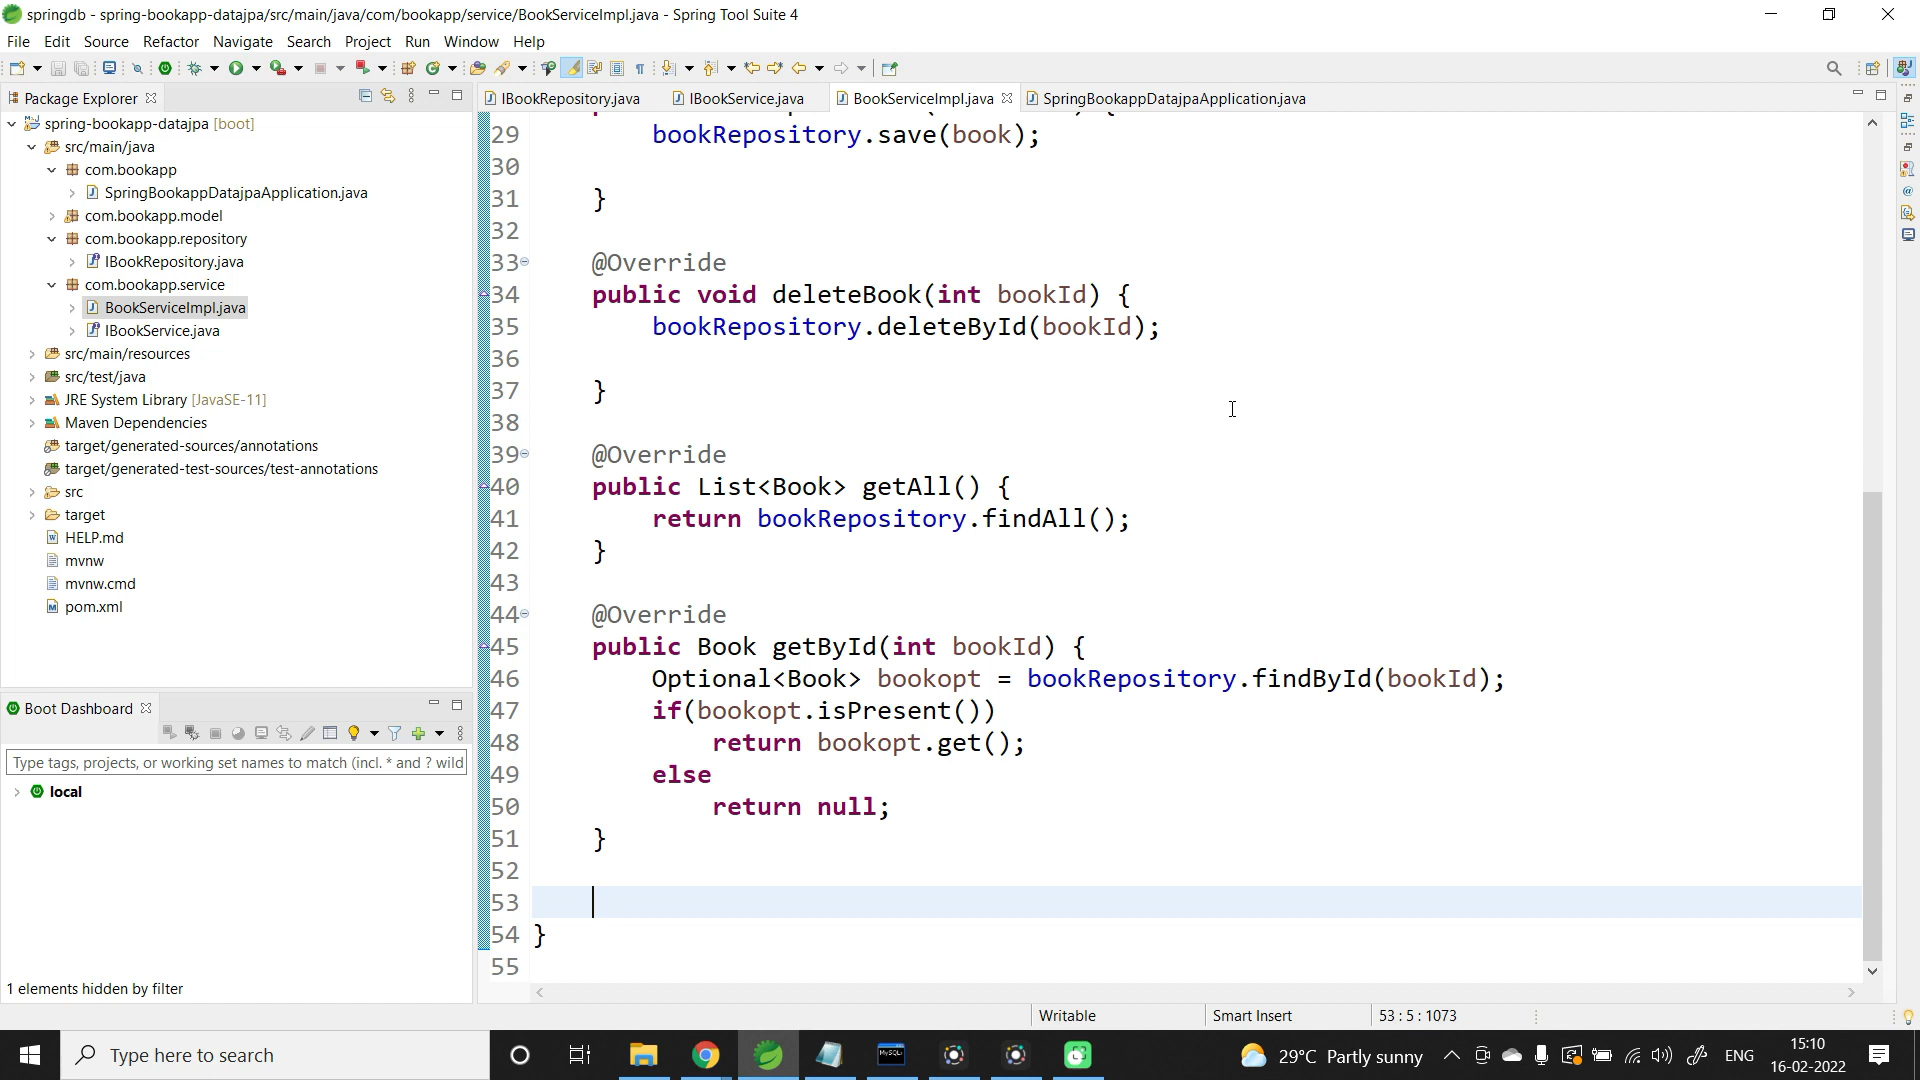 springdb - spring-bookapp-datajpa/src/main/java/com/bookapp/service/BookServiceImpl.java - Spring Tool Suite 4
File Edit Source Refactor Navigate Search Project Run Window Help
Package Explorer
spring-bookapp-datajpa [boot]
src/main/java
com.bookapp
SpringBookappDatajpaApplication.java
com.bookapp.model
com.bookapp.repository
IBookRepository.java
com.bookapp.service
BookServiceImpl.java
IBookService.java
src/main/resources
src/test/java
JRE System Library [JavaSE-11]
Maven Dependencies
target/generated-sources/annotations
target/generated-test-sources/test-annotations
src
target
HELP.md
mvnw
mvnw.cmd
pom.xml
Boot Dashboard
Type tags, projects, or working set names to match (incl. * and ? wild
local
1 elements hidden by filter
IBookRepository.java IBookService.java BookServiceImpl.java SpringBookappDatajpaApplication.java
29 bookRepository.save(book);
30
31 }
32
33 @Override
34 public void deleteBook(int bookId) {
35 bookRepository.deleteById(bookId);
36
37 }
38
39 @Override
40 public List<Book> getAll() {
41 return bookRepository.findAll();
42 }
43
44 @Override
45 public Book getById(int bookId) {
46 Optional<Book> bookopt = bookRepository.findById(bookId);
47 if(bookopt.isPresent())
48 return bookopt.get();
49 else
50 return null;
51 }
52
53
54 }
55
Writable Smart Insert 53 : 5 : 1073
Type here to search
MySQL
29°C Partly sunny
ENG
15:10
16-02-2022